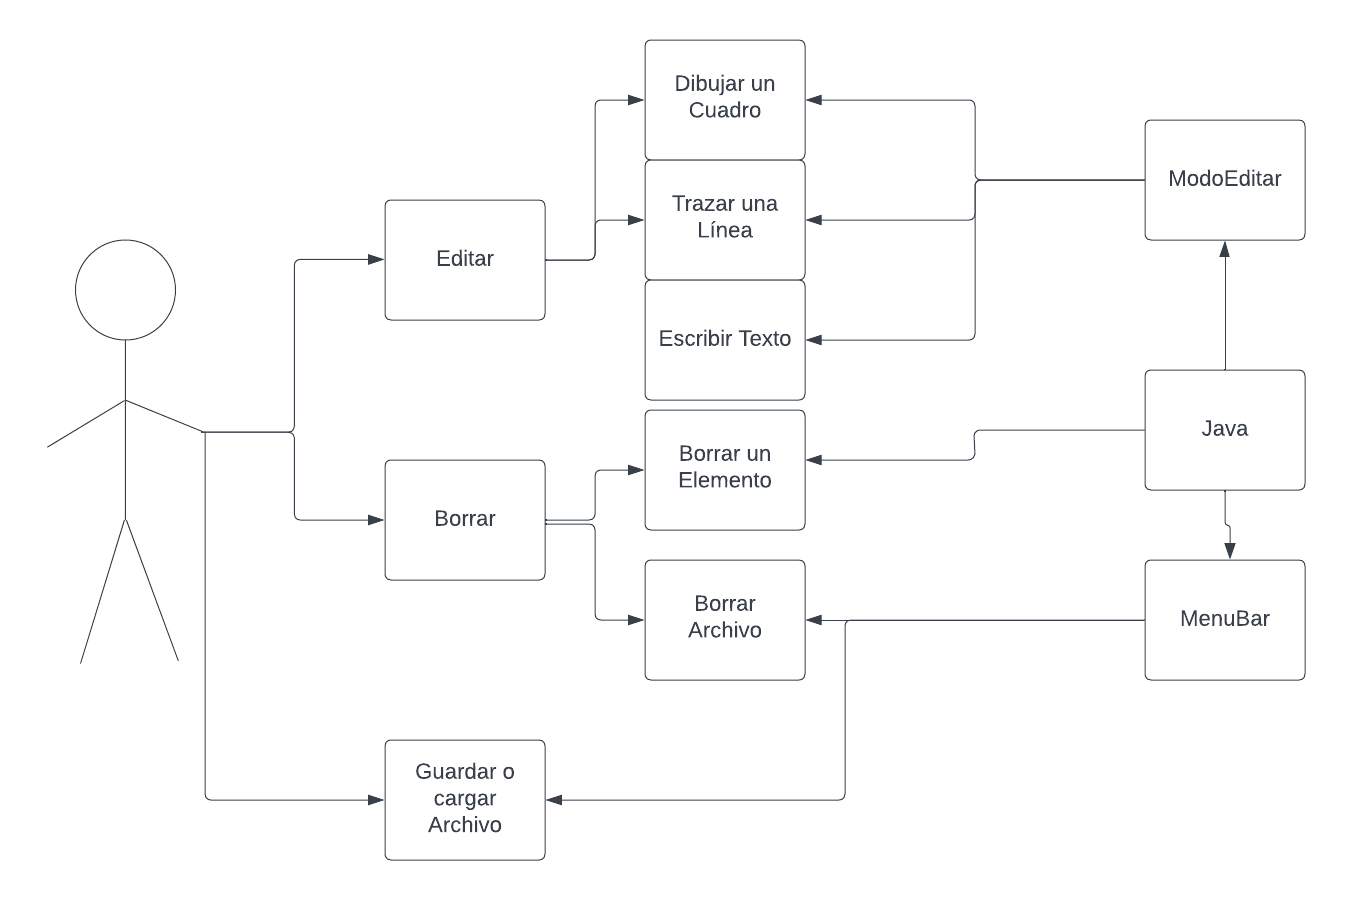 Dibujar un
Cuadro
Trazar una
Línea
ModoEditar
Editar
Escribir Texto
Java
Borrar un
Elemento
Borrar
Borrar
Archivo
MenuBar
Guardar o
cargar
Archivo